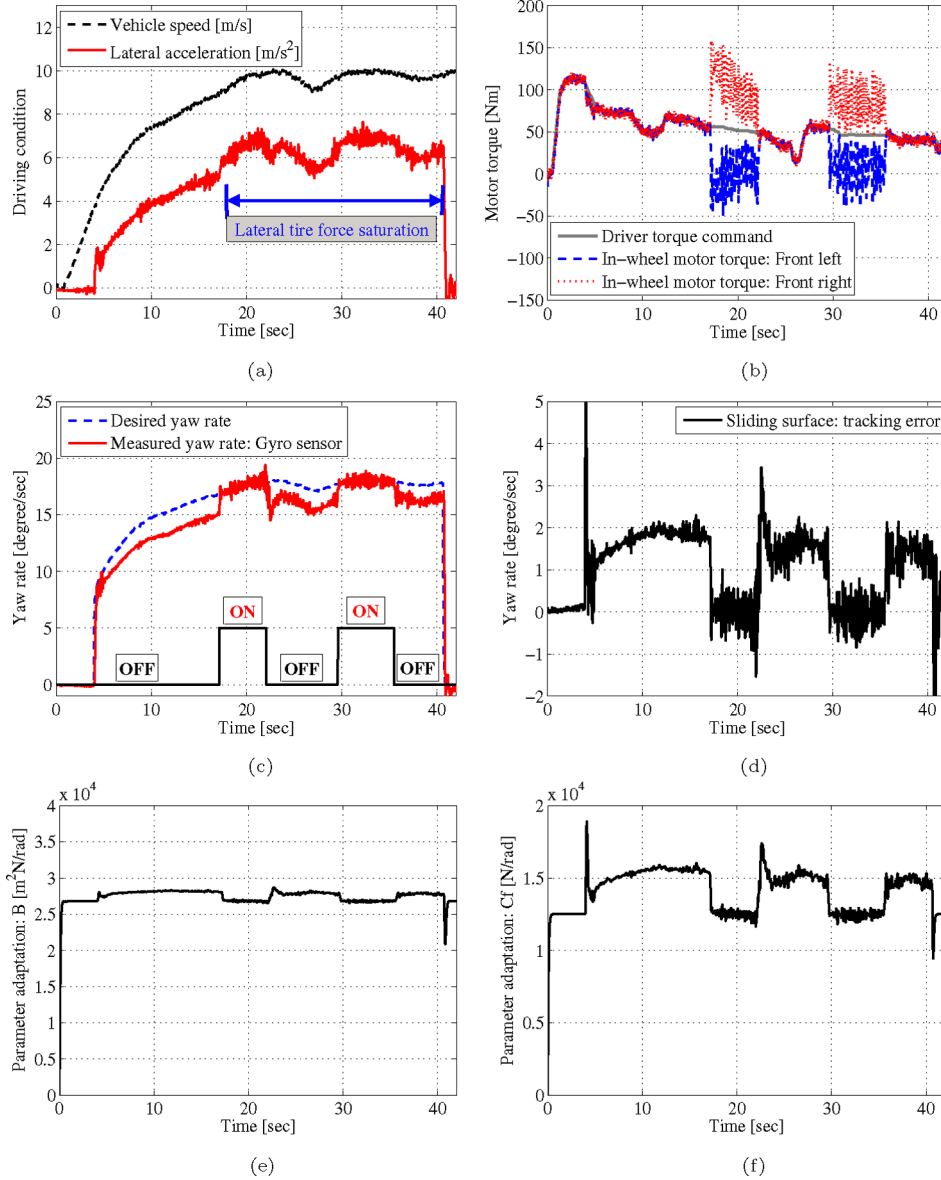 Vehicle speed [m/s]
Lateral acceleration [m/s²]
Lateral tire force saturation
Driving condition
0 2 4 6 8 10 12
0 10 20 30 40
Time [sec]
(a)
Driver torque command
In-wheel motor torque: Front left
In-wheel motor torque: Front right
Motor torque [Nm]
−150 −100 −50 0 50 100 150 200
0 10 20 30 40
Time [sec]
(b)
Desired yaw rate
Measured yaw rate: Gyro sensor
ON ON
OFF OFF OFF
Yaw rate [degree/sec]
0 5 10 15 20 25
0 10 20 30 40
Time [sec]
(c)
Sliding surface: tracking error
Yaw rate [degree/sec]
−2 −1 0 1 2 3 4 5
0 10 20 30 40
Time [sec]
(d)
x 10⁴
Parameter adaptation: B [m²N/rad]
0 0.5 1 1.5 2 2.5 3 3.5 4
0 10 20 30 40
Time [sec]
(e)
x 10⁴
Parameter adaptation: Cf [N/rad]
0 0.5 1 1.5 2
0 10 20 30 40
Time [sec]
(f)